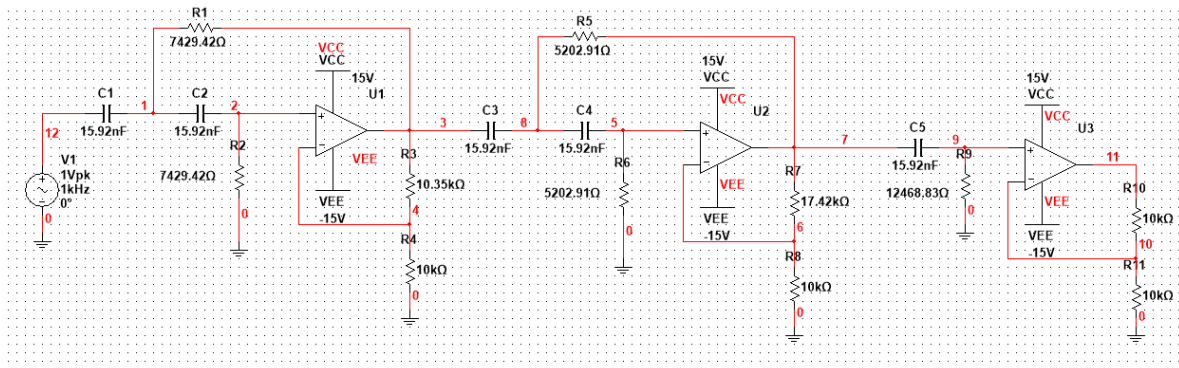 R1
7429.42Ω
C1
1
C2
2
15.92nF
15.92nF
12
V1
1Vpk
1kHz
0°
0
R2
7429.42Ω
0
VCC
VCC
15V
U1
VEE
VEE
-15V
3
R3
10.35kΩ
4
R4
10kΩ
0
R5
5202.91Ω
C3
8
C4
5
15.92nF
15.92nF
R6
5202.91Ω
0
15V
VCC
VCC
U2
VEE
VEE
-15V
7
R7
17.42kΩ
6
R8
10kΩ
0
C5
9
15.92nF
R9
12468.83Ω
0
15V
VCC
VCC
U3
VEE
VEE
-15V
11
R10
10kΩ
10
R11
10kΩ
0